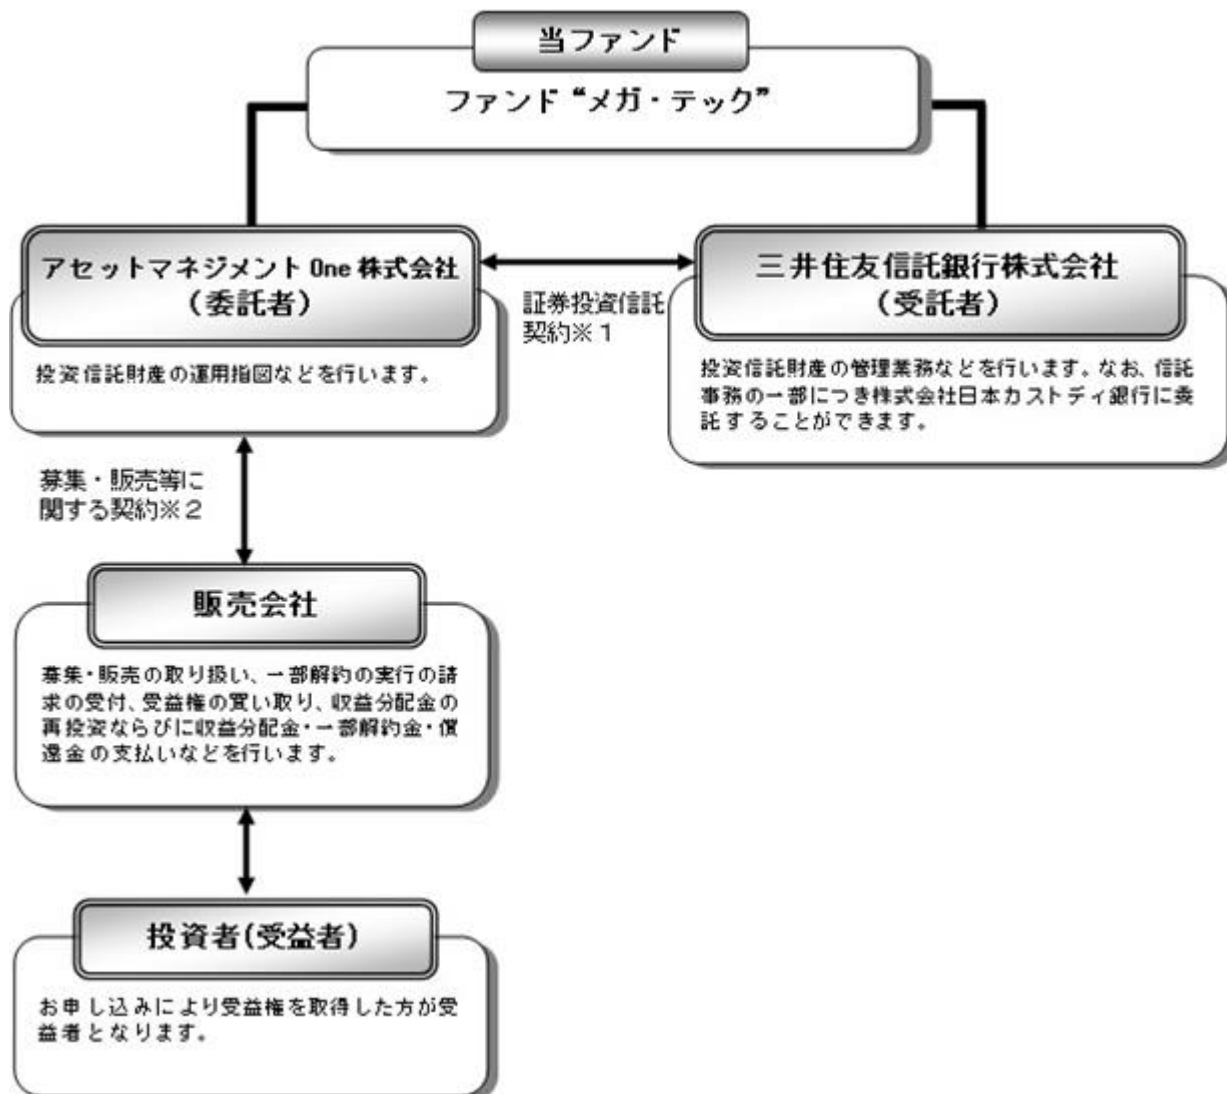 当ファンド
ファンド“メガ・テック”
アセットマネジメント One 株式会社
（委託者）
投資信託財産の運用指図などを行います。
証券投資信託
契約※１
三井住友信託銀行株式会社
（受託者）
投資信託財産の管理業務などを行います。なお、信託
事務の一部につき株式会社日本カストディ銀行に委
託することができます。
募集・販売等に
関する契約※２
販売会社
募集・販売の取り扱い、一部解約の実行の請
求の受付、受益権の買い取り、収益分配金の
再投資ならびに収益分配金・一部解約金・償
還金の支払いなどを行います。
投資者(受益者)
お申し込みにより受益権を取得した方が受
益者となります。